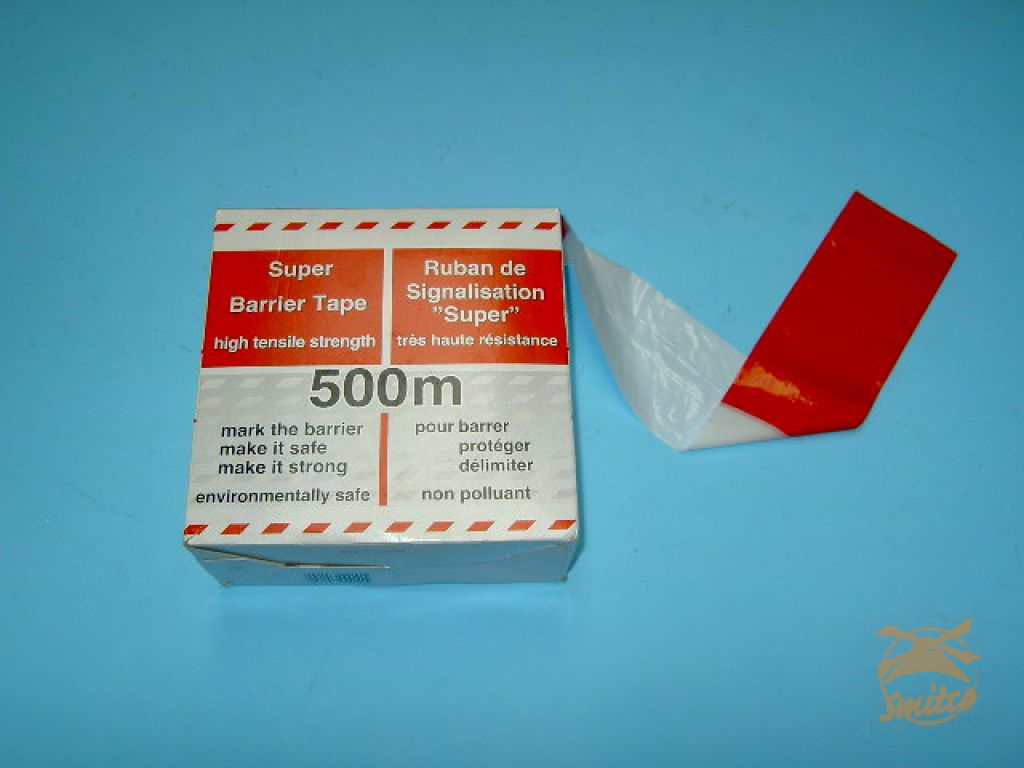 Super
Barrier Tape
high tensile strength
Ruban de
Signalisation
"Super"
très haute résistance
500m
mark the barrier
make it safe
make it strong
environmentally safe
pour barrer
protéger
délimiter
non polluant
Smitco